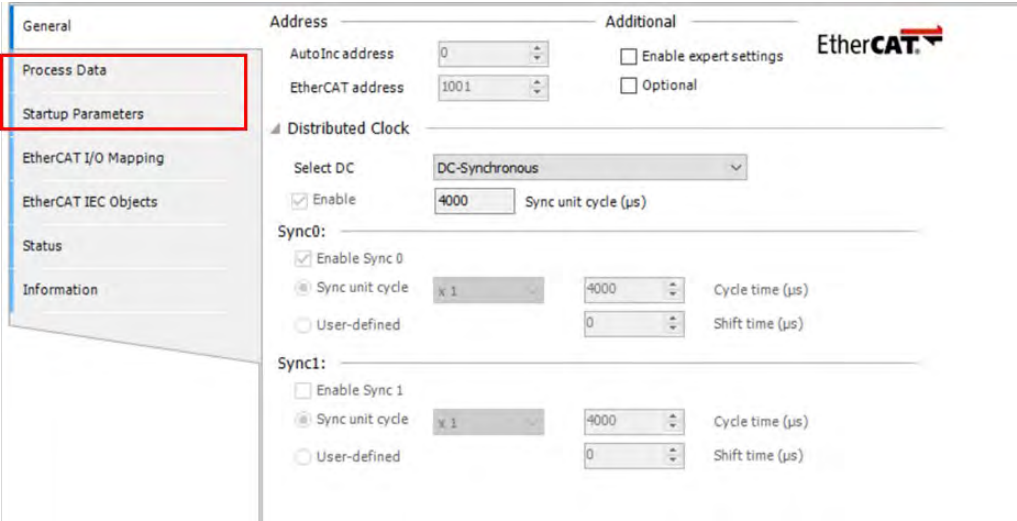 General
Process Data
Startup Parameters
EtherCAT I/O Mapping
EtherCAT IEC Objects
Status
Information
Address
AutoInc address 0
EtherCAT address 1001
Additional
Enable expert settings
Optional
EtherCAT
Distributed Clock
Select DC DC-Synchronous
Enable 4000 Sync unit cycle (µs)
Sync0:
Enable Sync 0
Sync unit cycle x 1 4000 Cycle time (µs)
User-defined 0 Shift time (µs)
Sync1:
Enable Sync 1
Sync unit cycle x 1 4000 Cycle time (µs)
User-defined 0 Shift time (µs)